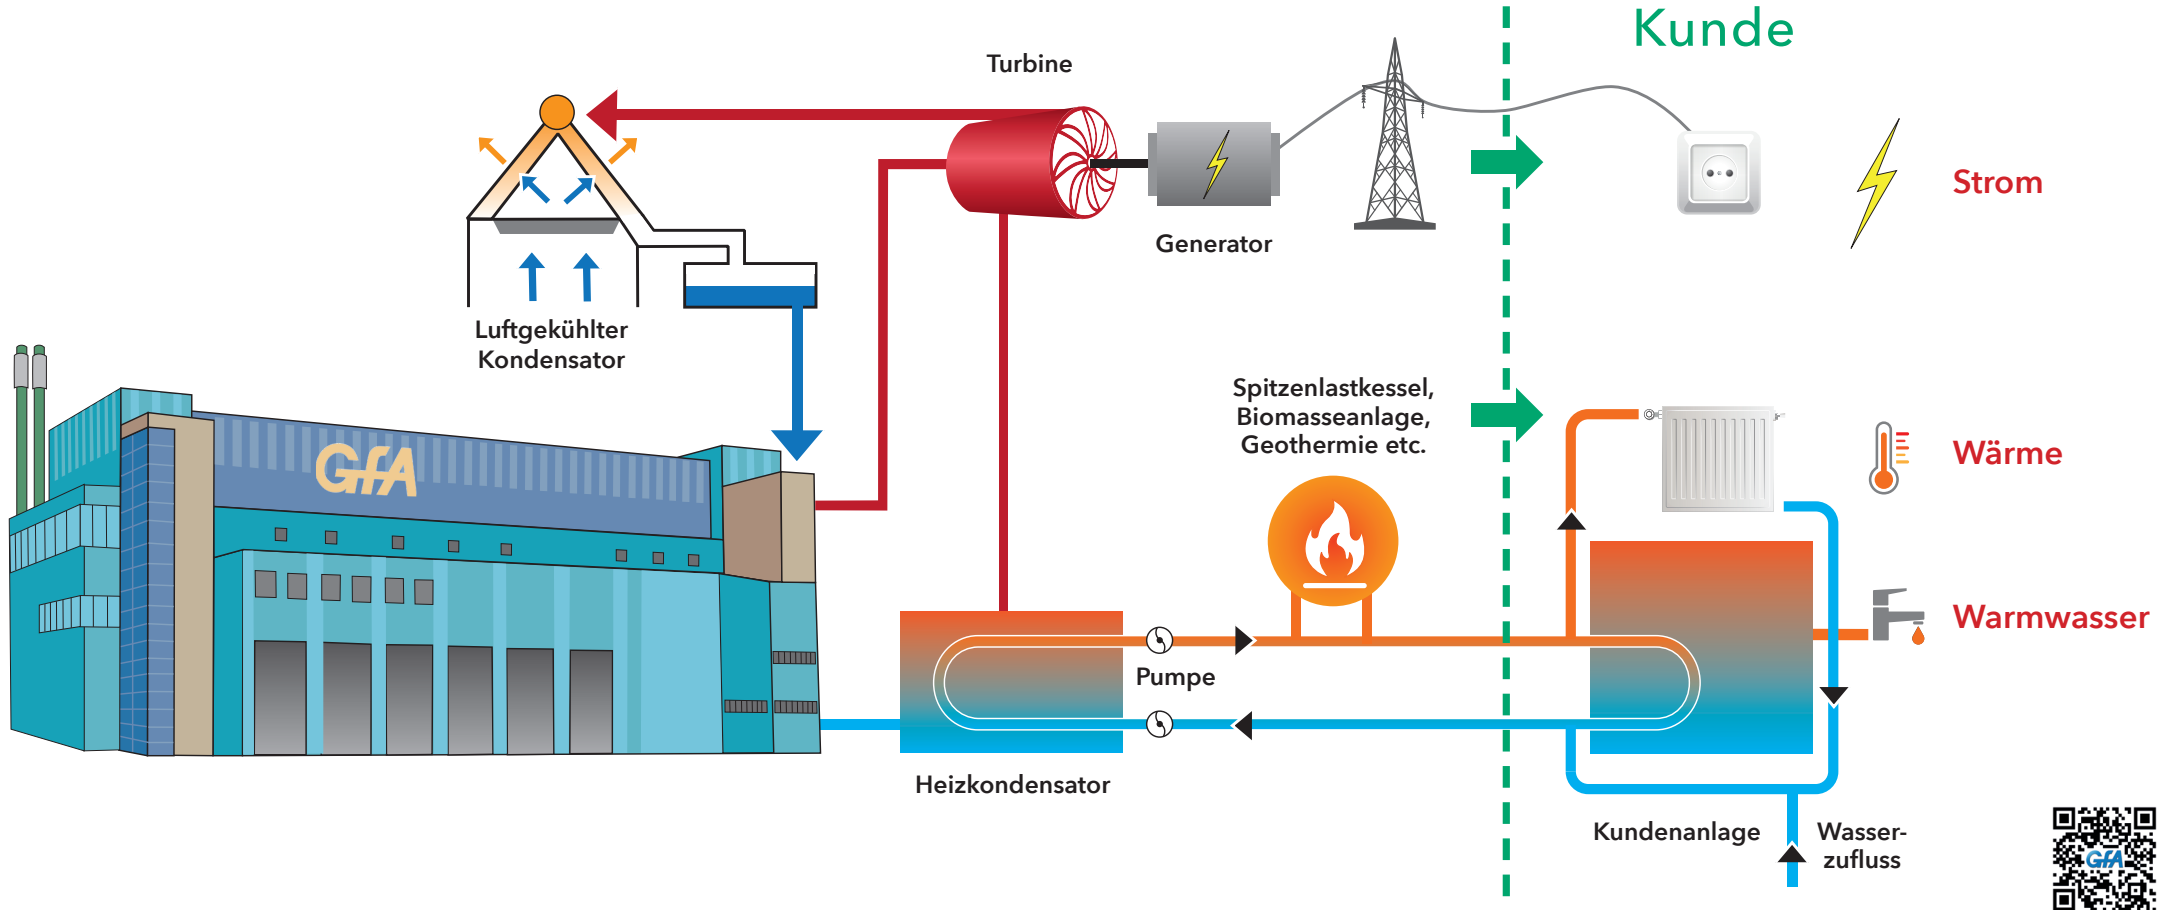 Kunde
Turbine
Strom
Generator
Luftgekühlter
Kondensator
Spitzenlastkessel,
Biomasseanlage,
Geothermie etc.
GfA
Wärme
Warmwasser
Pumpe
Heizkondensator
Kundenanlage
Wasser-
zufluss
GfA